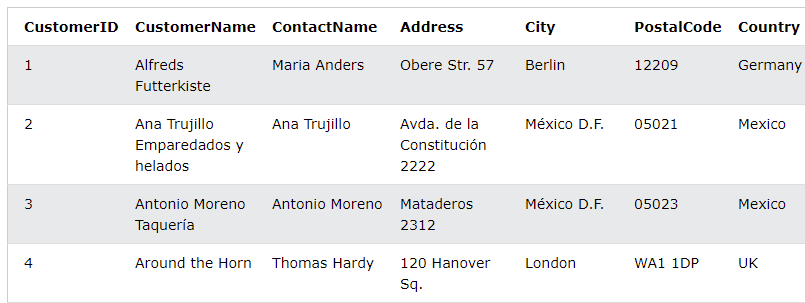 CustomerID CustomerName ContactName Address City PostalCode Country
1 Alfreds Maria Anders Obere Str. 57 Berlin 12209 Germany
Futterkiste
2 Ana Trujillo Ana Trujillo Avda. de la México D.F. 05021 Mexico
Emparedados y Constitución
helados 2222
3 Antonio Moreno Antonio Moreno Mataderos México D.F. 05023 Mexico
Taquería 2312
4 Around the Horn Thomas Hardy 120 Hanover London WA1 1DP UK
Sq.